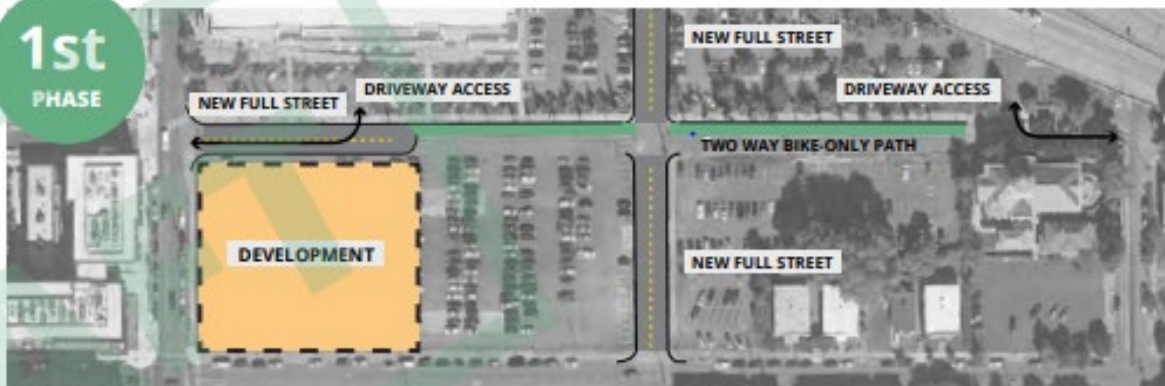 1st
PHASE
NEW FULL STREET
DRIVEWAY ACCESS
NEW FULL STREET
DRIVEWAY ACCESS
TWO WAY BIKE-ONLY PATH
DEVELOPMENT
NEW FULL STREET